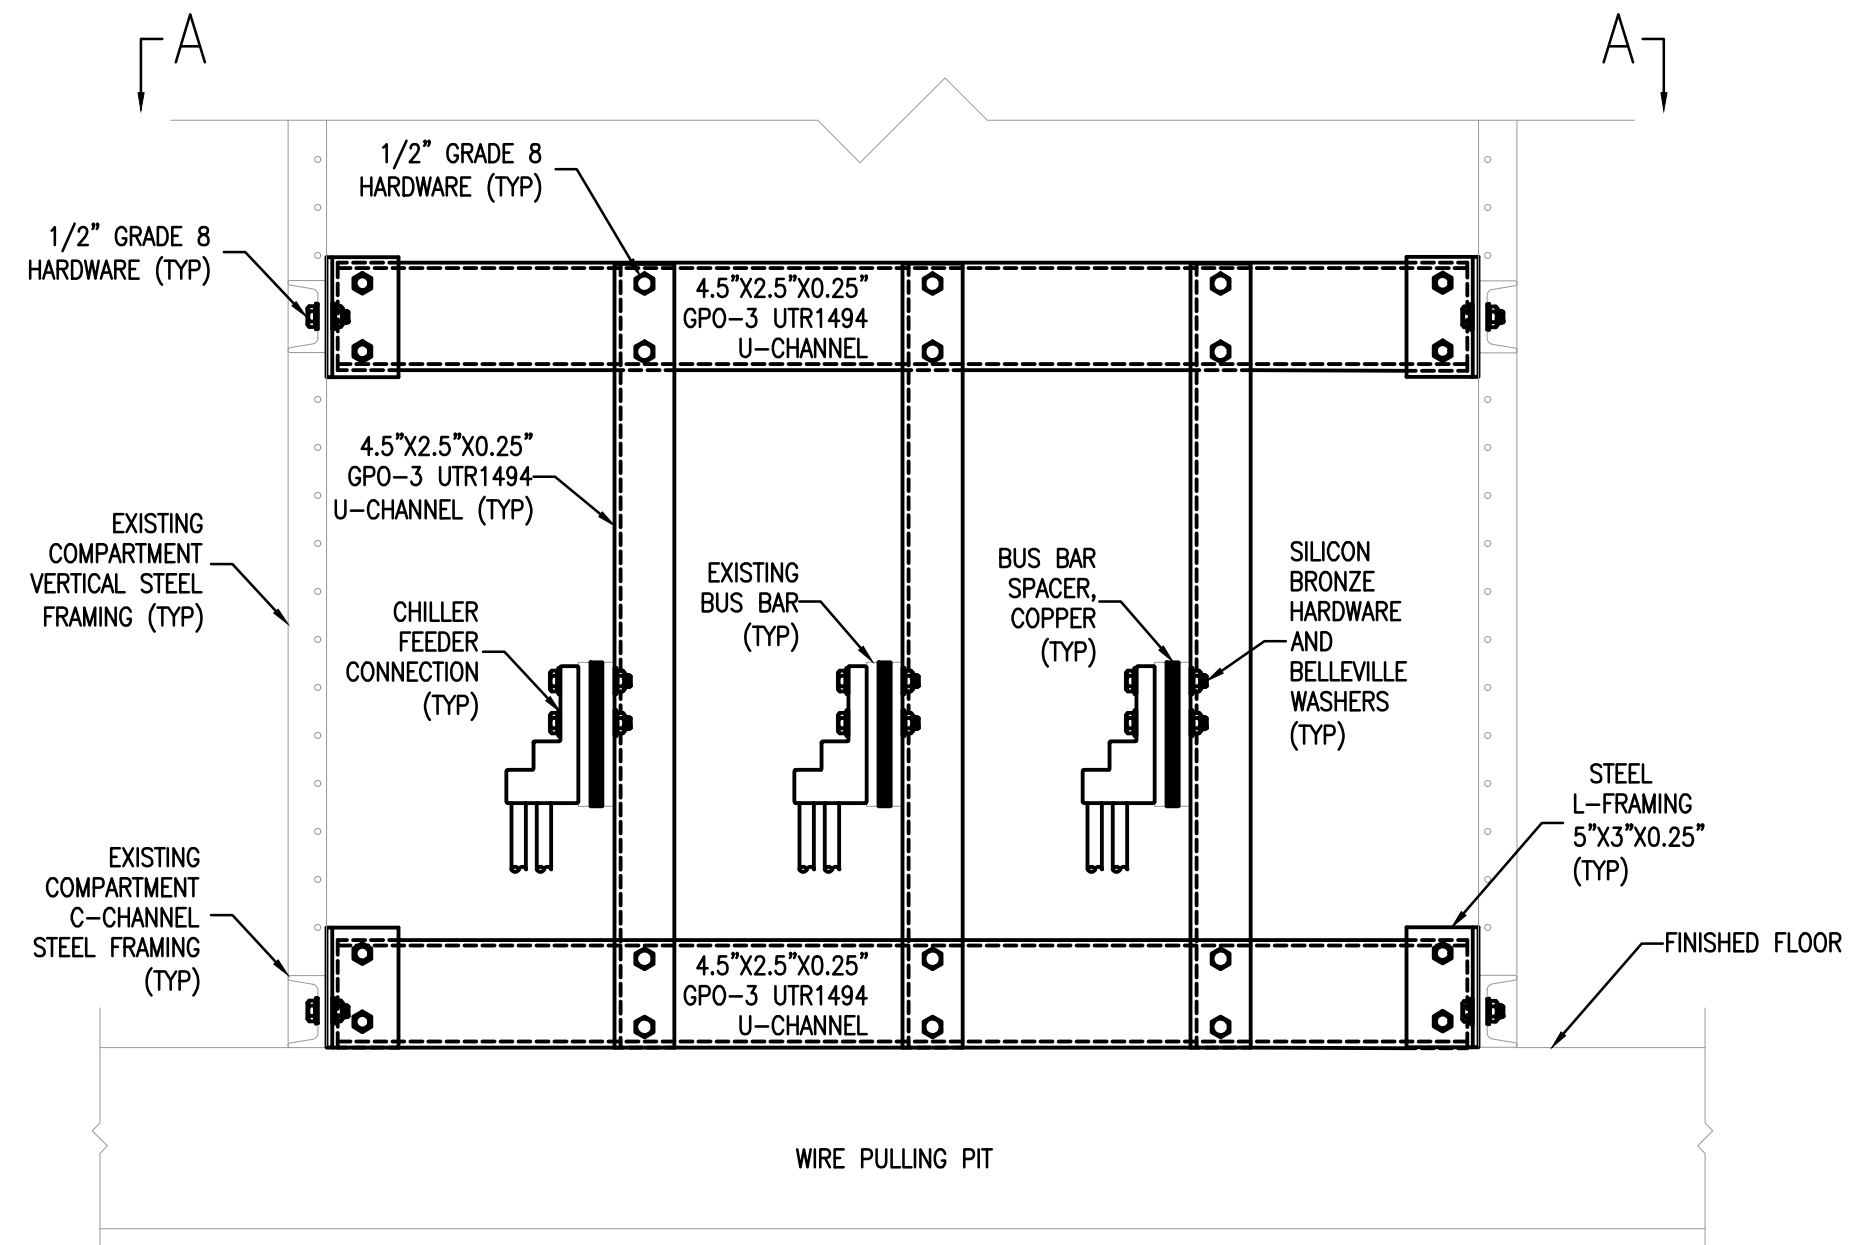 A
A
1/2" GRADE 8
HARDWARE (TYP)
1/2" GRADE 8
HARDWARE (TYP)
4.5"X2.5"X0.25"
GPO-3 UTR1494
U-CHANNEL
4.5"X2.5"X0.25"
GPO-3 UTR1494
U-CHANNEL (TYP)
EXISTING
COMPARTMENT
VERTICAL STEEL
FRAMING (TYP)
CHILLER
FEEDER
CONNECTION
(TYP)
EXISTING
BUS BAR
(TYP)
BUS BAR
SPACER,
COPPER
(TYP)
SILICON
BRONZE
HARDWARE
AND
BELLEVILLE
WASHERS
(TYP)
STEEL
L-FRAMING
5"X3"X0.25"
(TYP)
EXISTING
COMPARTMENT
C-CHANNEL
STEEL FRAMING
(TYP)
4.5"X2.5"X0.25"
GPO-3 UTR1494
U-CHANNEL
FINISHED FLOOR
WIRE PULLING PIT